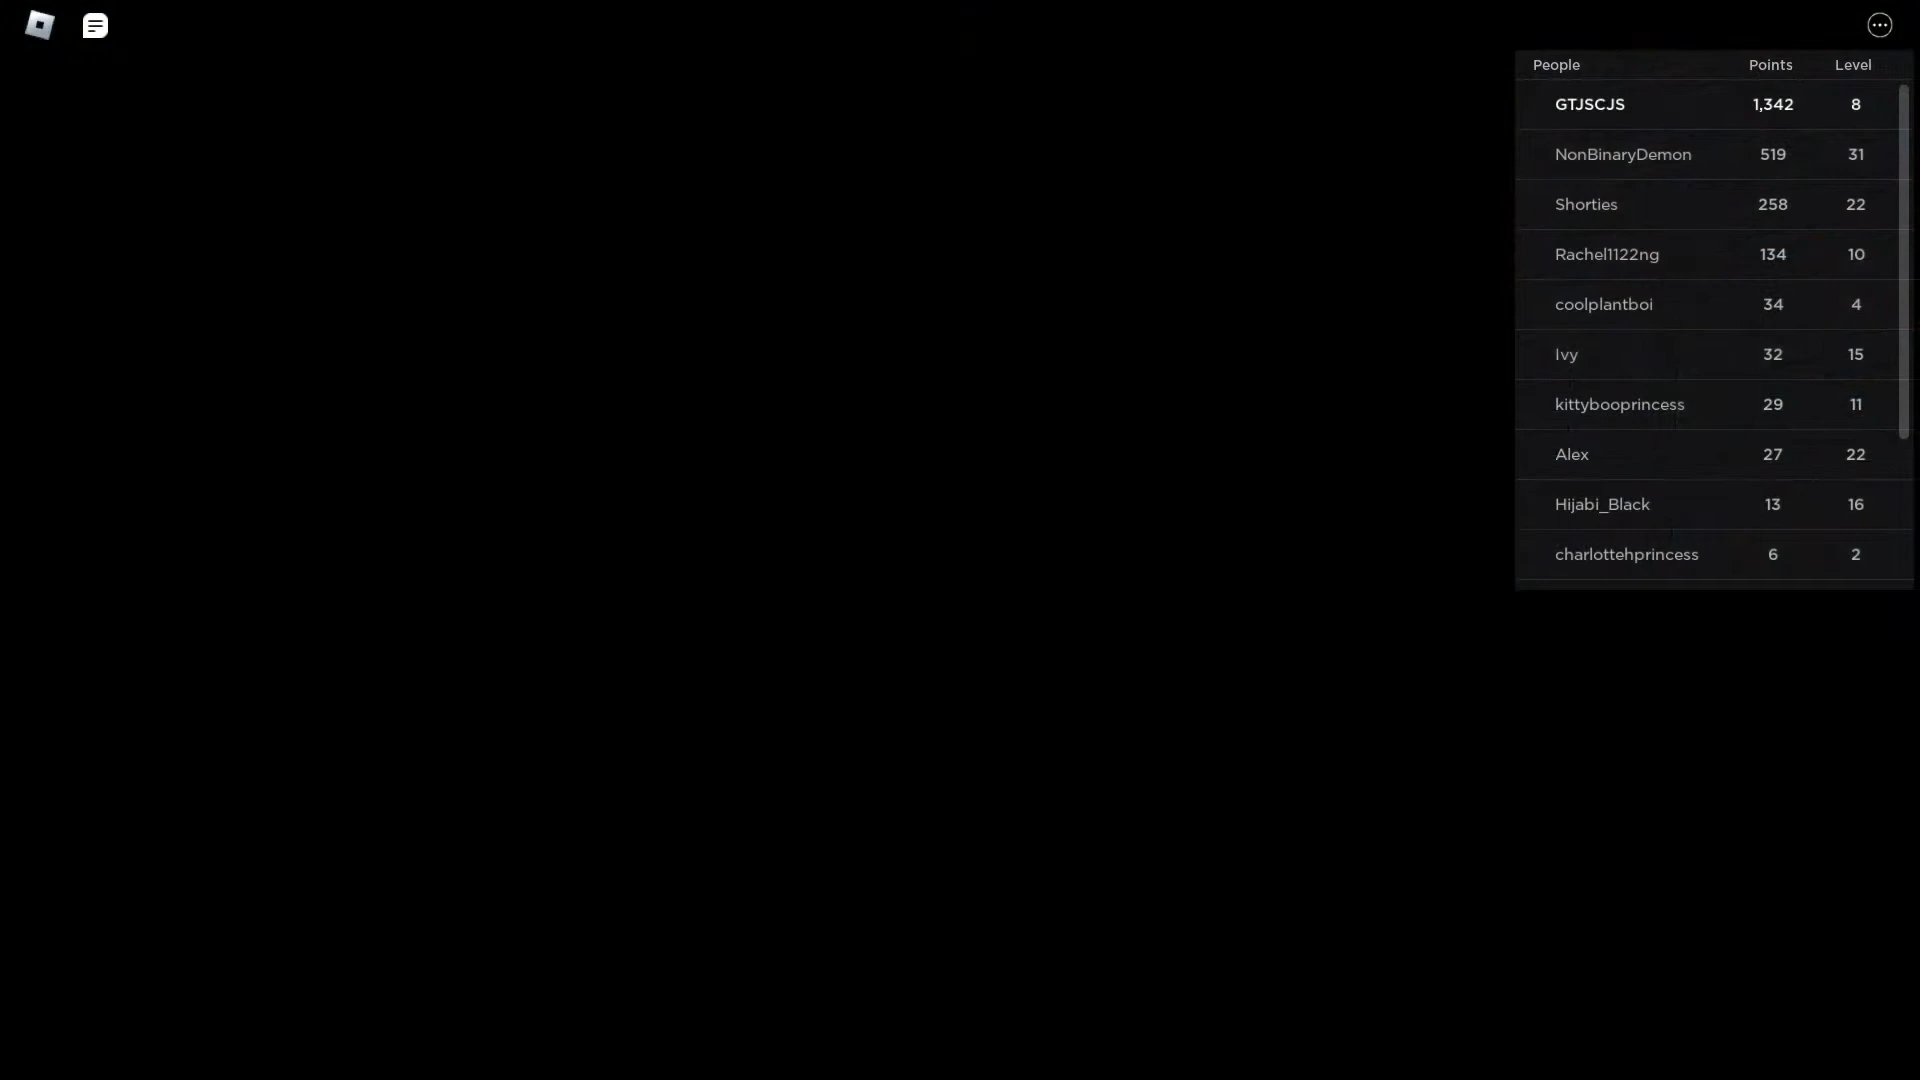 People Points Level
GTJSCJS 1,342 8
NonBinaryDemon 519 31
Shorties 258 22
Rachel1122ng 134 10
coolplantboi 34 4
Ivy 32 15
kittybooprincess 29 11
Alex 27 22
Hijabi_Black 13 16
charlottehprincess 6 2